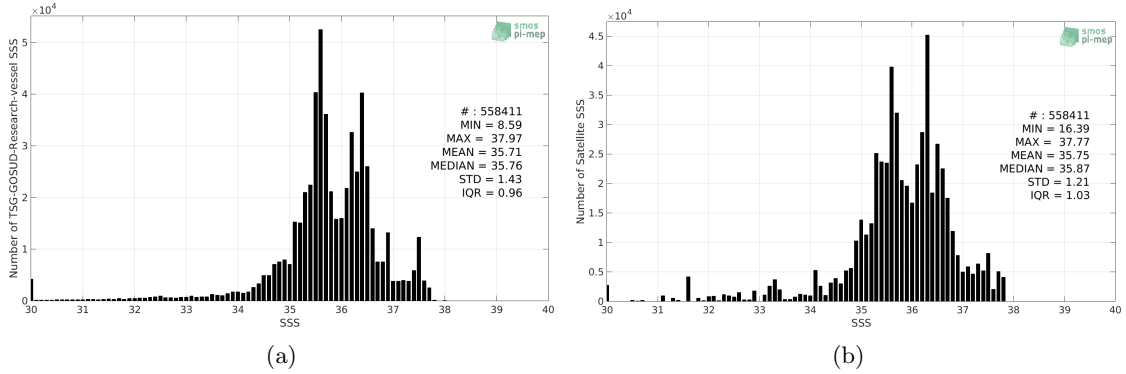 ×10⁴
smos
pi-mep
Number of TSG-GOSUD-Research-vessel SSS
5
4
3
2
1
0
# : 558411
MIN = 8.59
MAX = 37.97
MEAN = 35.71
MEDIAN = 35.76
STD = 1.43
IQR = 0.96
30 31 32 33 34 35 36 37 38 39 40
SSS
(a)
×10⁴
smos
pi-mep
Number of Satellite SSS
4.5
4
3.5
3
2.5
2
1.5
1
0.5
0
# : 558411
MIN = 16.39
MAX = 37.77
MEAN = 35.75
MEDIAN = 35.87
STD = 1.21
IQR = 1.03
30 31 32 33 34 35 36 37 38 39 40
SSS
(b)